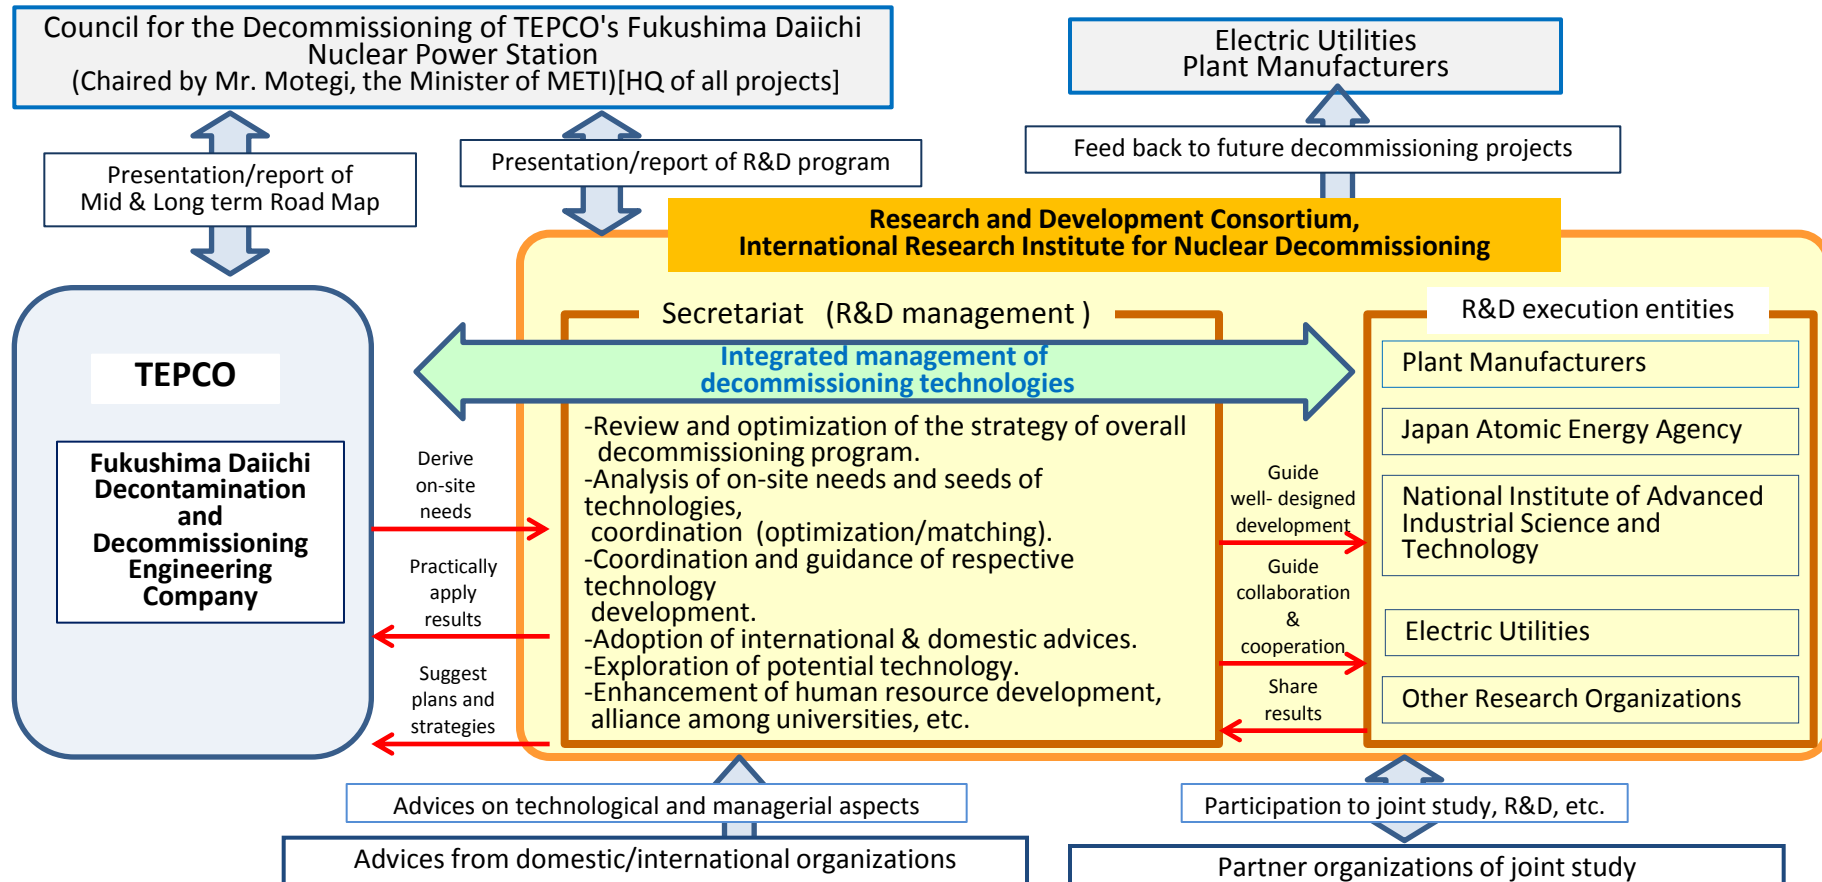 Council for the Decommissioning of TEPCO's Fukushima Daiichi
Nuclear Power Station
(Chaired by Mr. Motegi, the Minister of METI)[HQ of all projects]
Electric Utilities
Plant Manufacturers
Presentation/report of
Mid & Long term Road Map
Presentation/report of R&D program
Feed back to future decommissioning projects
Research and Development Consortium,
International Research Institute for Nuclear Decommissioning
TEPCO
Fukushima Daiichi
Decontamination
and
Decommissioning
Engineering
Company
Derive
on-site
needs
Practically
apply
results
Suggest
plans and
strategies
Secretariat (R&D management )
Integrated management of
decommissioning technologies
-Review and optimization of the strategy of overall
decommissioning program.
-Analysis of on-site needs and seeds of
technologies,
coordination (optimization/matching).
-Coordination and guidance of respective
technology
development.
-Adoption of international & domestic advices.
-Exploration of potential technology.
-Enhancement of human resource development,
alliance among universities, etc.
Guide
well- designed
development
Guide
collaboration
&
cooperation
Share
results
R&D execution entities
Plant Manufacturers
Japan Atomic Energy Agency
National Institute of Advanced
Industrial Science and
Technology
Electric Utilities
Other Research Organizations
Advices on technological and managerial aspects
Advices from domestic/international organizations
Participation to joint study, R&D, etc.
Partner organizations of joint study